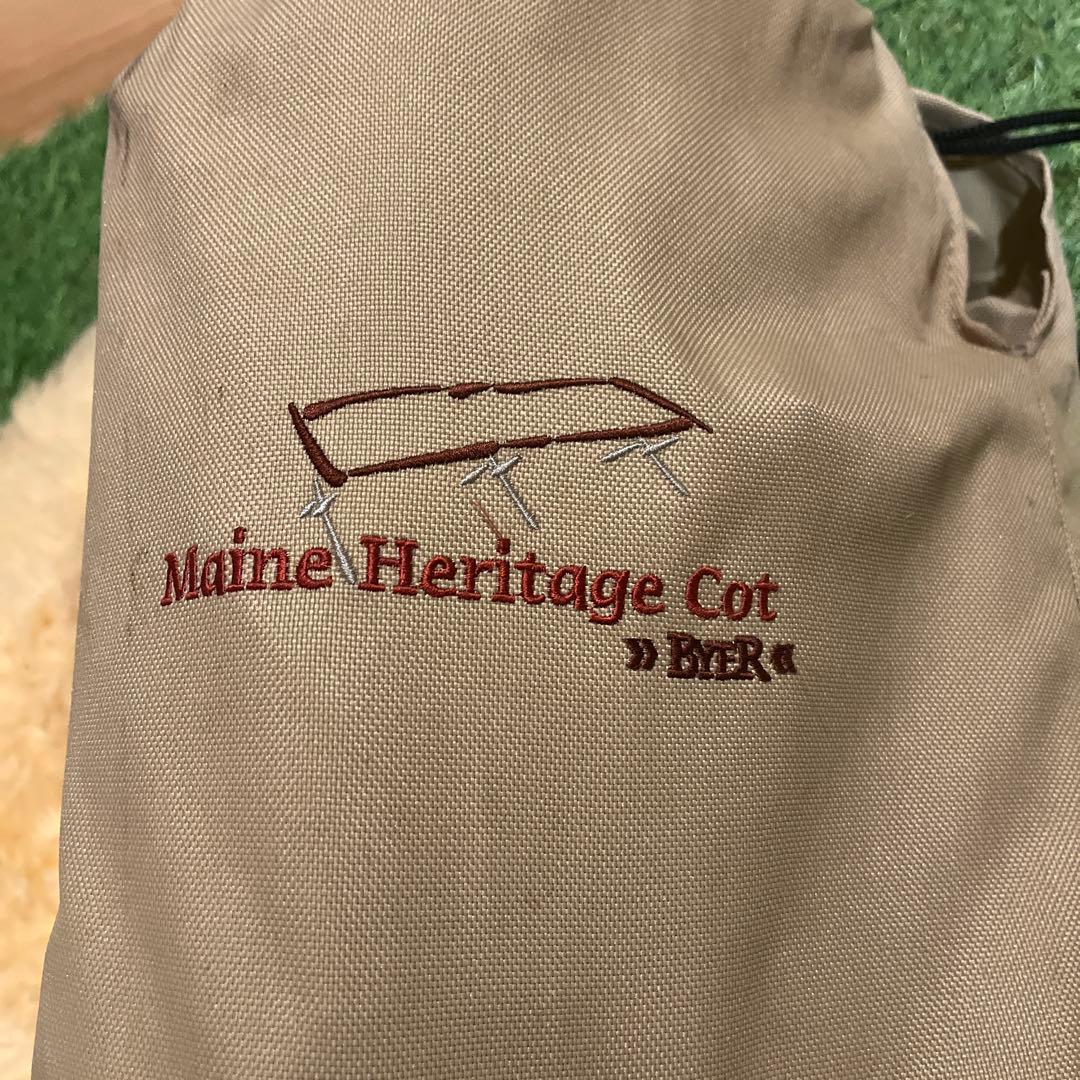 Maine Heritage Cot
» BYER «